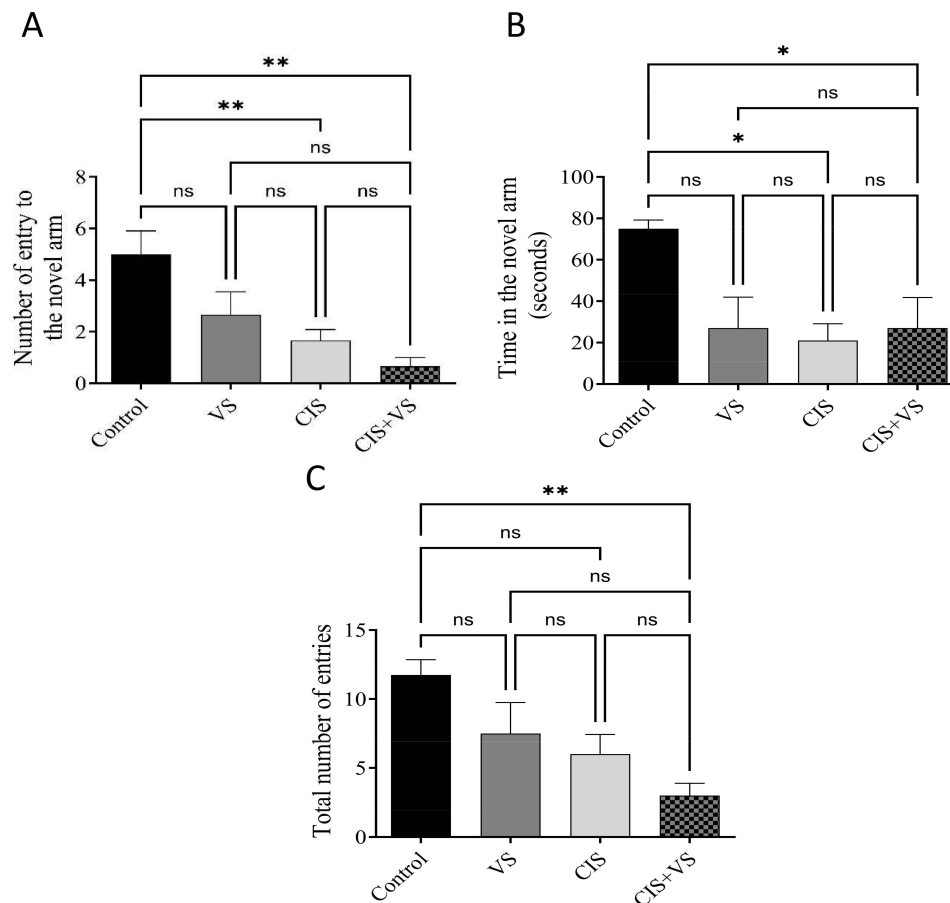 A
**
**
ns
ns
ns
ns
8
6
4
2
0
Number of entry to
the novel arm
Control
VS
CIS
CIS+VS
B
*
ns
*
ns
ns
ns
100
80
60
40
20
0
Time in the novel arm
(seconds)
Control
VS
CIS
CIS+VS
C
**
ns
ns
ns
ns
ns
15
10
5
0
Total number of entries
Control
VS
CIS
CIS+VS